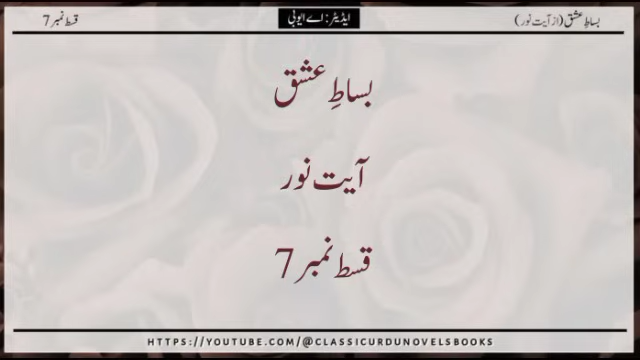 بساطِ عشق (از آیت نور)
ایڈیٹر: اے ایوبی
قسط نمبر 7
بساطِ عشق
آیت نور
قسط نمبر 7
HTTPS://YOUTUBE.COM/@CLASSICURDUNOVELSBOOKS